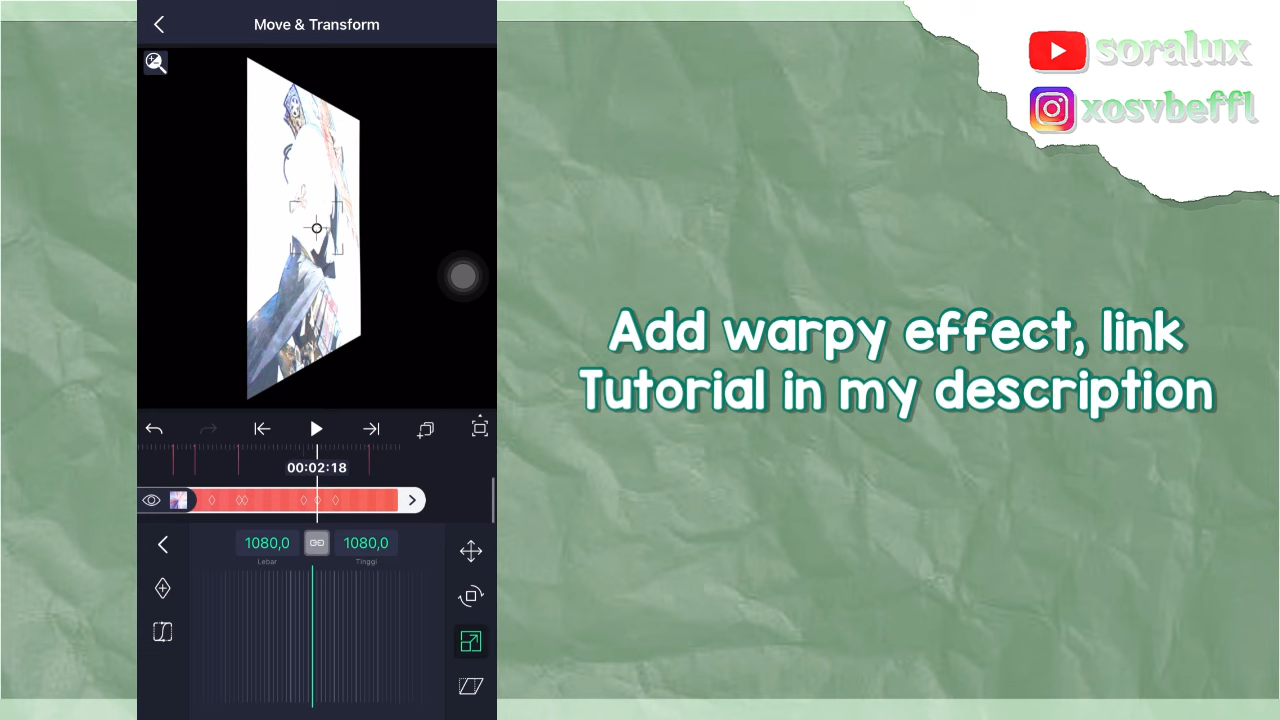 Move & Transform
soralux
xosvbeffl
Add warpy effect, link
Tutorial in my description
00:02:18
1080,0
1080,0
Lebar
Tinggi